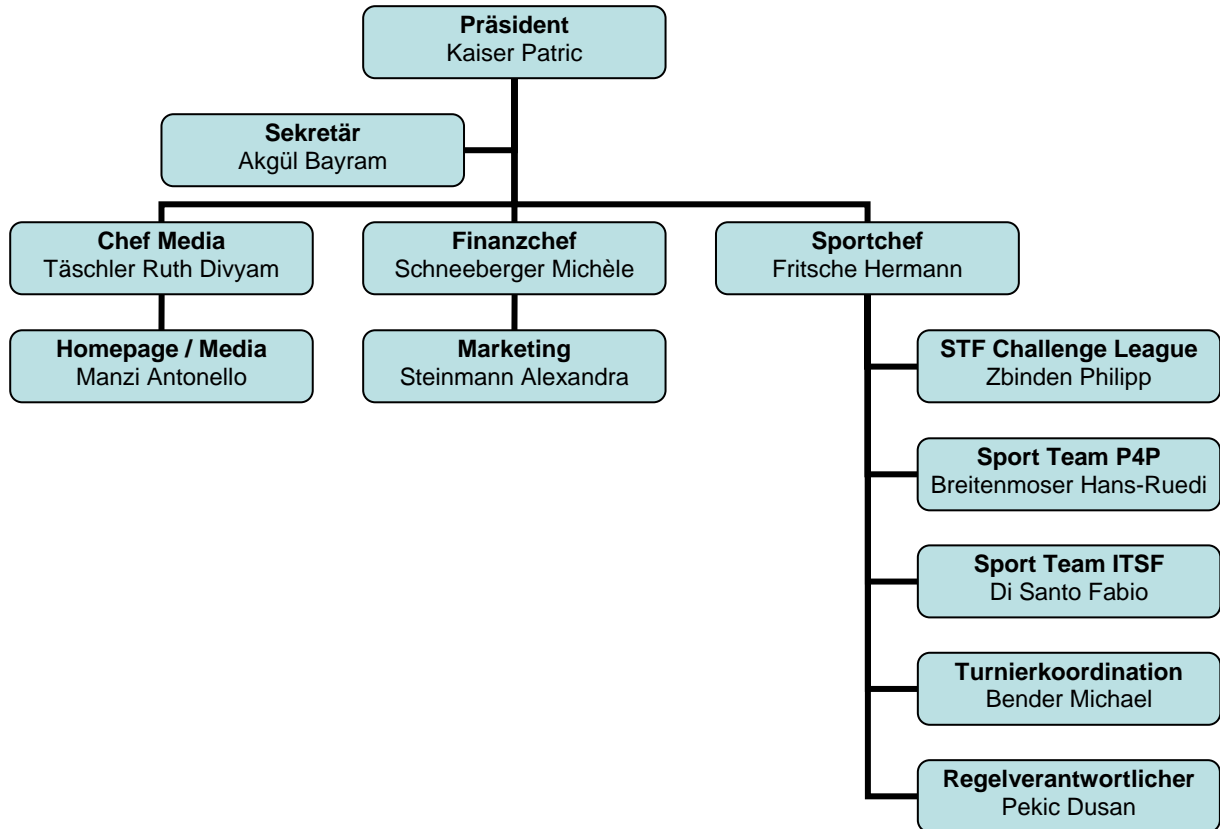 Präsident
Kaiser Patric
Sekretär
Akgül Bayram
Chef Media
Täschler Ruth Divyam
Finanzchef
Schneeberger Michèle
Sportchef
Fritsche Hermann
Homepage / Media
Manzi Antonello
Marketing
Steinmann Alexandra
STF Challenge League
Zbinden Philipp
Sport Team P4P
Breitenmoser Hans-Ruedi
Sport Team ITSF
Di Santo Fabio
Turnierkoordination
Bender Michael
Regelverantwortlicher
Pekic Dusan